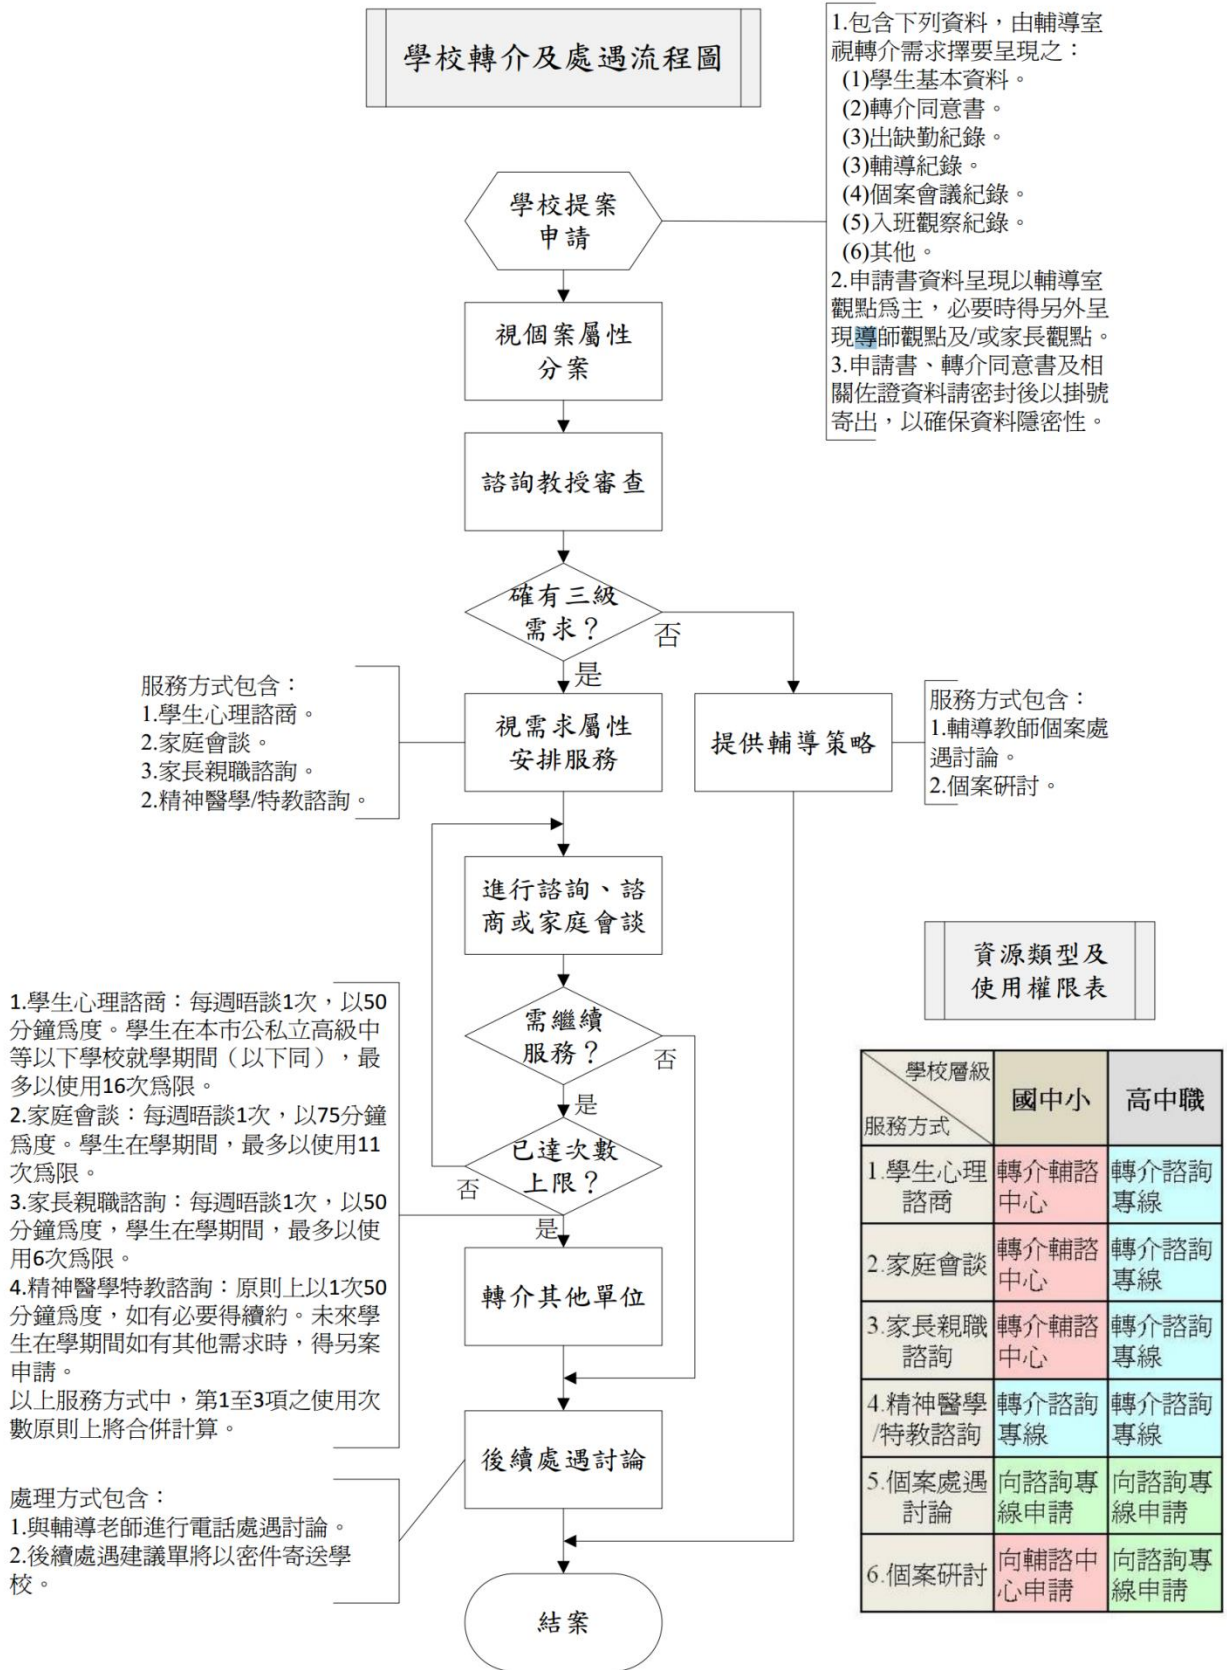 學校轉介及處遇流程圖
1.包含下列資料，由輔導室
視轉介需求擇要呈現之：
(1)學生基本資料。
(2)轉介同意書。
(3)出缺勤紀錄。
(3)輔導紀錄。
(4)個案會議紀錄。
(5)入班觀察紀錄。
(6)其他。
2.申請書資料呈現以輔導室
觀點為主，必要時得另外呈
現導師觀點及/或家長觀點。
3.申請書、轉介同意書及相
關佐證資料請密封後以掛號
寄出，以確保資料隱密性。
學校提案
申請
視個案屬性
分案
諮詢教授審查
確有三級
需求？
否
是
服務方式包含：
1.學生心理諮商。
2.家庭會談。
3.家長親職諮詢。
2.精神醫學/特教諮詢。
視需求屬性
安排服務
提供輔導策略
服務方式包含：
1.輔導教師個案處
遇討論。
2.個案研討。
進行諮詢、諮
商或家庭會談
需繼續
服務？
否
是
已達次數
上限？
否
是
1.學生心理諮商：每週晤談1次，以50
分鐘為度。學生在本市公私立高級中
等以下學校就學期間（以下同），最
多以使用16次為限。
2.家庭會談：每週晤談1次，以75分鐘
為度。學生在學期間，最多以使用11
次為限。
3.家長親職諮詢：每週晤談1次，以50
分鐘為度，學生在學期間，最多以使
用6次為限。
4.精神醫學特教諮詢：原則上以1次50
分鐘為度，如有必要得續約。未來學
生在學期間如有其他需求時，得另案
申請。
以上服務方式中，第1至3項之使用次
數原則上將合併計算。
轉介其他單位
後續處遇討論
處理方式包含：
1.與輔導老師進行電話處遇討論。
2.後續處遇建議單將以密件寄送學
校。
結案
資源類型及
使用權限表
學校層級
服務方式
國中小
高中職
1.學生心理
諮商
轉介輔諮
中心
轉介諮詢
專線
2.家庭會談
轉介輔諮
中心
轉介諮詢
專線
3.家長親職
諮詢
轉介輔諮
中心
轉介諮詢
專線
4.精神醫學
/特教諮詢
轉介諮詢
專線
轉介諮詢
專線
5.個案處遇
討論
向諮詢專
線申請
向諮詢專
線申請
6.個案研討
向輔諮中
心申請
向諮詢專
線申請